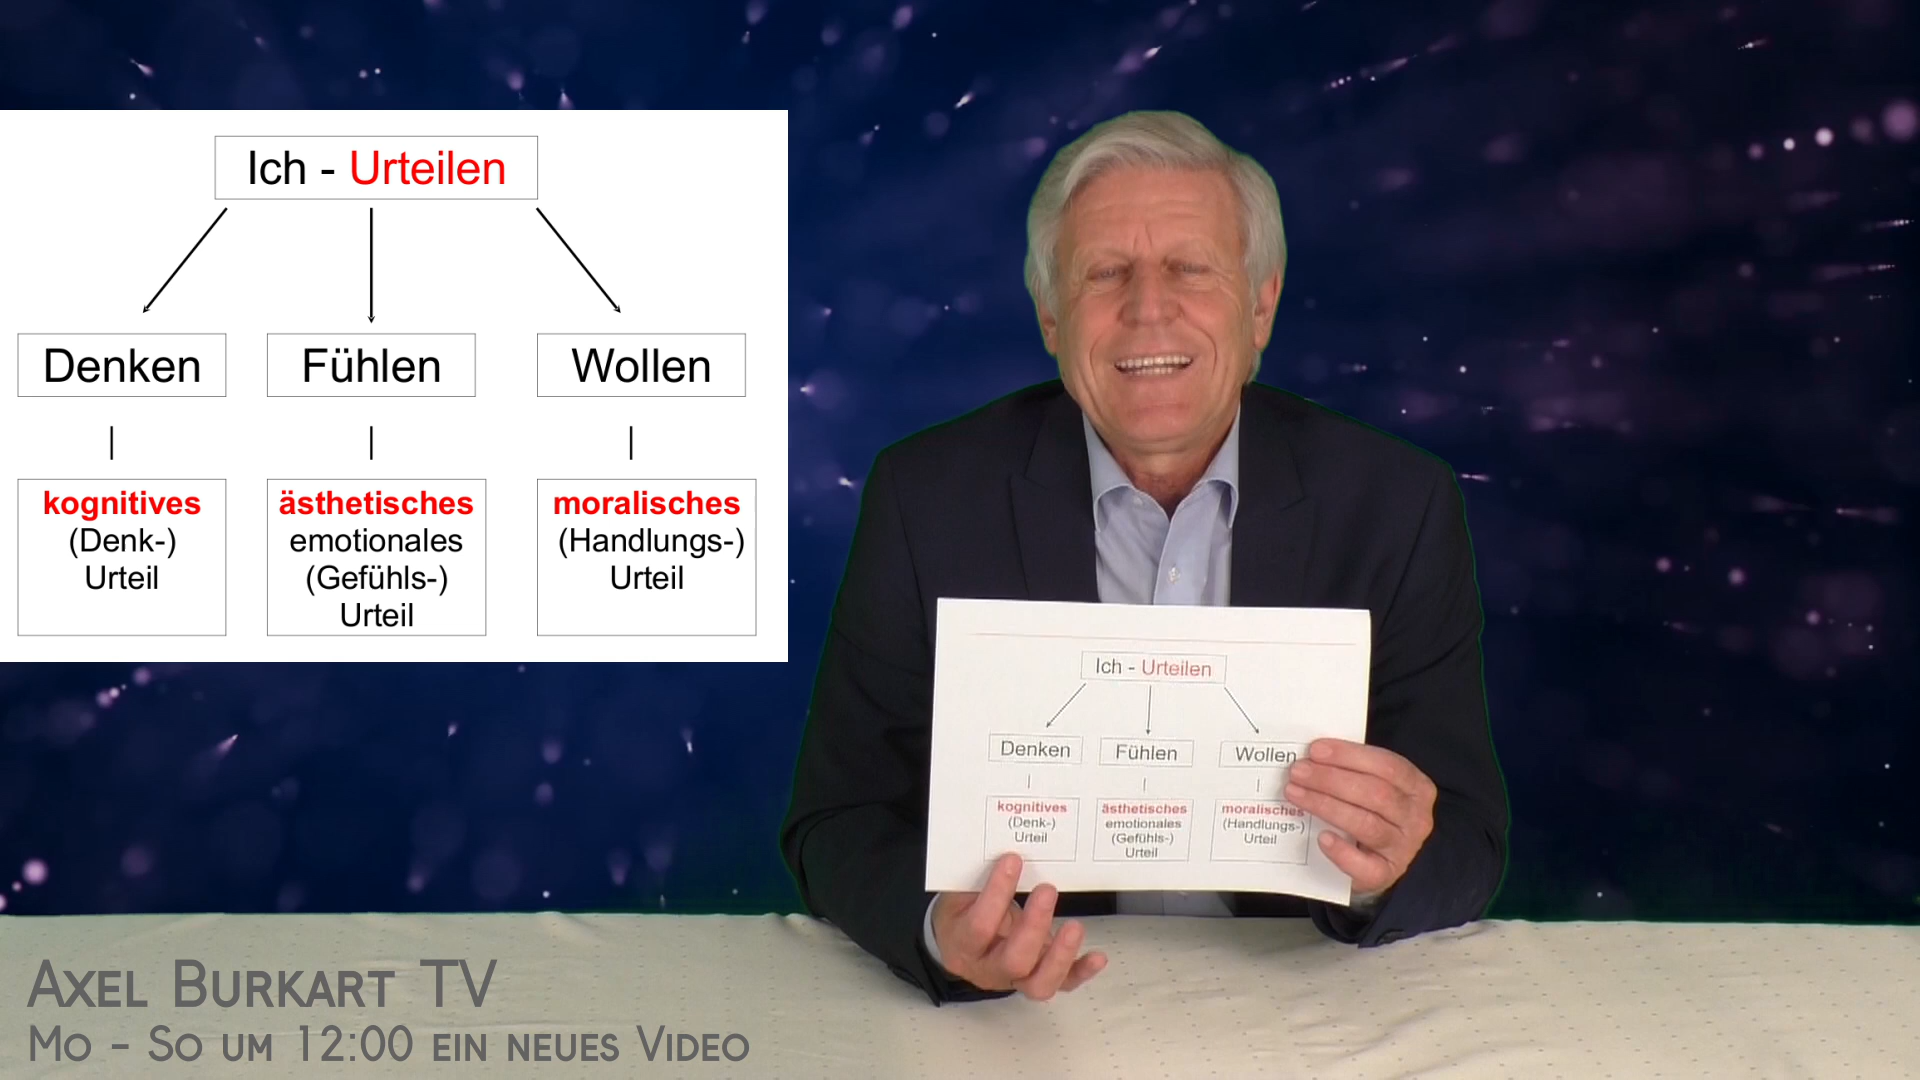 Ich - Urteilen
Denken
Fühlen
Wollen
kognitives
(Denk-)
Urteil
ästhetisches
emotionales
(Gefühls-)
Urteil
moralisches
(Handlungs-)
Urteil
Ich - Urteilen
Denken
Fühlen
Wollen
kognitives
(Denk-)
Urteil
ästhetisches
emotionales
(Gefühls-)
Urteil
moralisches
(Handlungs-)
Urteil
Axel Burkart TV
Mo - So um 12:00 ein neues Video